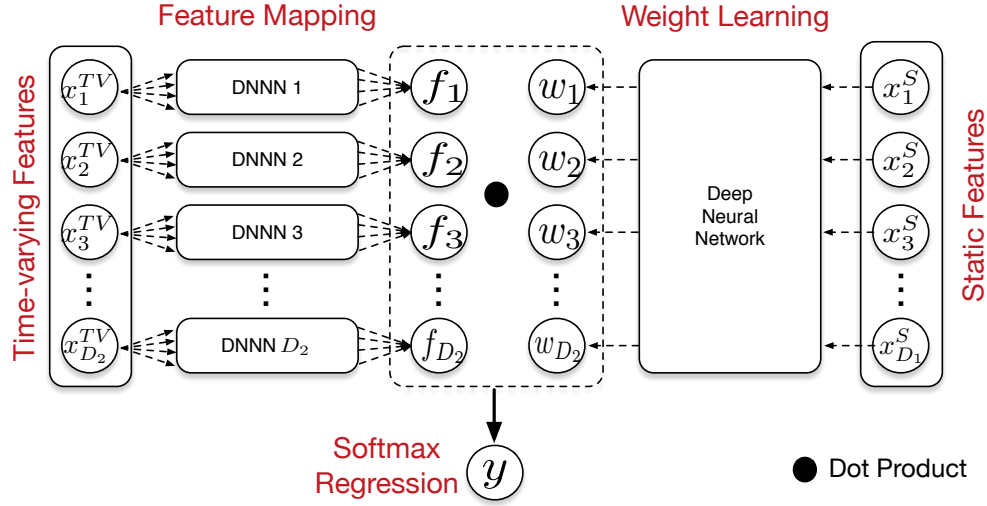 Feature Mapping
Weight Learning
Time-varying Features
x_1^{TV}
DNNN 1
f_1
w_1
x_1^S
x_2^{TV}
DNNN 2
f_2
w_2
x_2^S
x_3^{TV}
DNNN 3
f_3
w_3
x_3^S
Deep
Neural
Network
x_{D_2}^{TV}
DNNN D_2
f_{D_2}
w_{D_2}
x_{D_1}^S
Static Features
Softmax
Regression
y
Dot Product